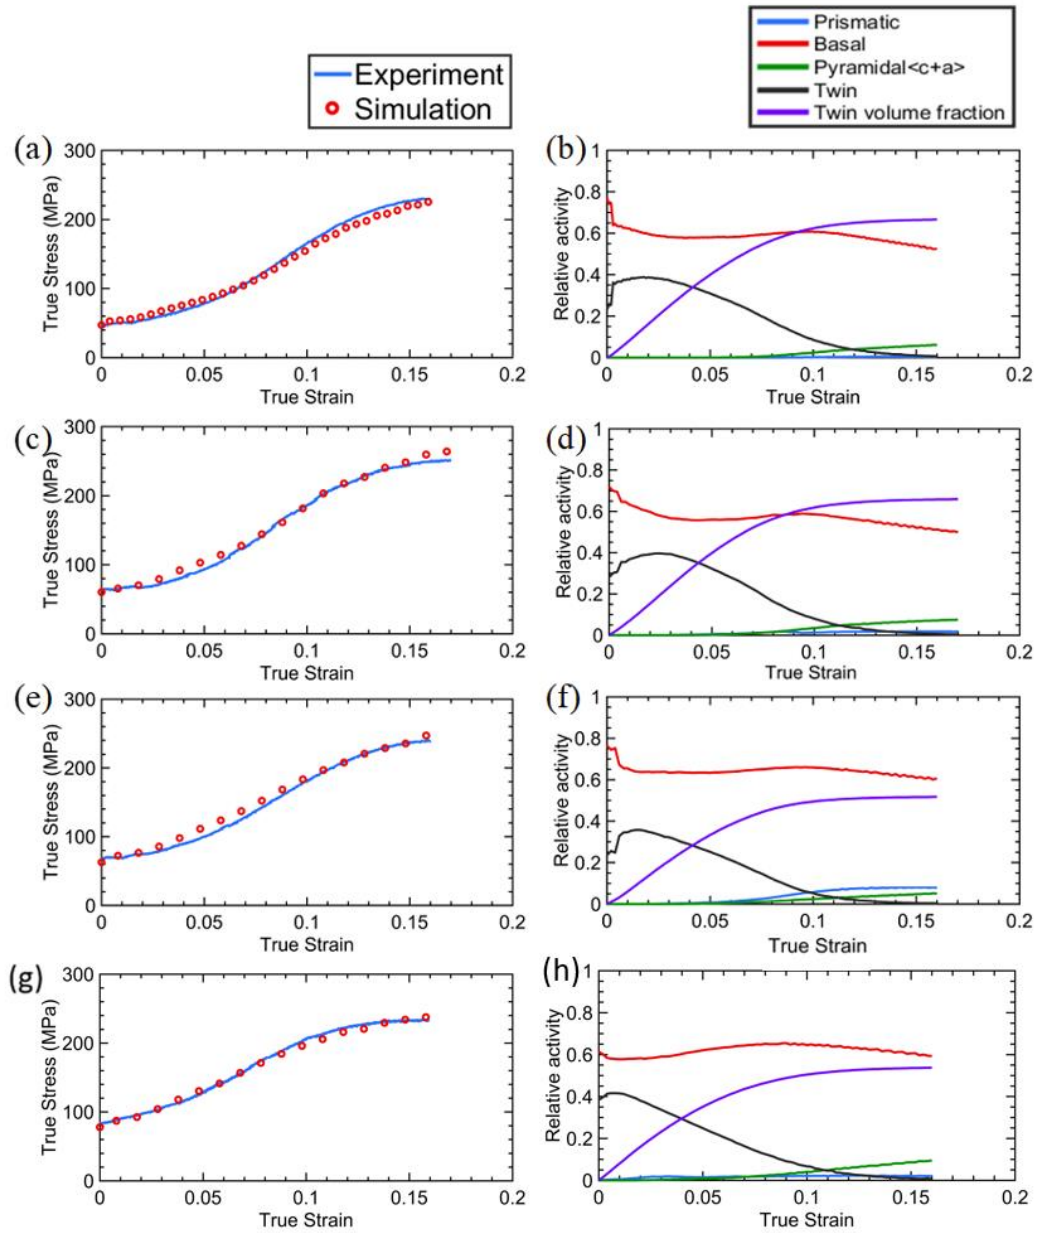 Experiment
Simulation
Prismatic
Basal
Pyramidal<c+a>
Twin
Twin volume fraction
(a)
True Stress (MPa)
300
200
100
0
0 0.05 0.1 0.15 0.2
True Strain
(b)
Relative activity
1
0.8
0.6
0.4
0.2
0
0 0.05 0.1 0.15 0.2
True Strain
(c)
True Stress (MPa)
300
200
100
0
0 0.05 0.1 0.15 0.2
True Strain
(d)
Relative activity
1
0.8
0.6
0.4
0.2
0
0 0.05 0.1 0.15 0.2
True Strain
(e)
True Stress (MPa)
300
200
100
0
0 0.05 0.1 0.15 0.2
True Strain
(f)
Relative activity
1
0.8
0.6
0.4
0.2
0
0 0.05 0.1 0.15 0.2
True Strain
(g)
True Stress (MPa)
300
200
100
0
0 0.05 0.1 0.15 0.2
True Strain
(h)
Relative activity
1
0.8
0.6
0.4
0.2
0
0 0.05 0.1 0.15 0.2
True Strain